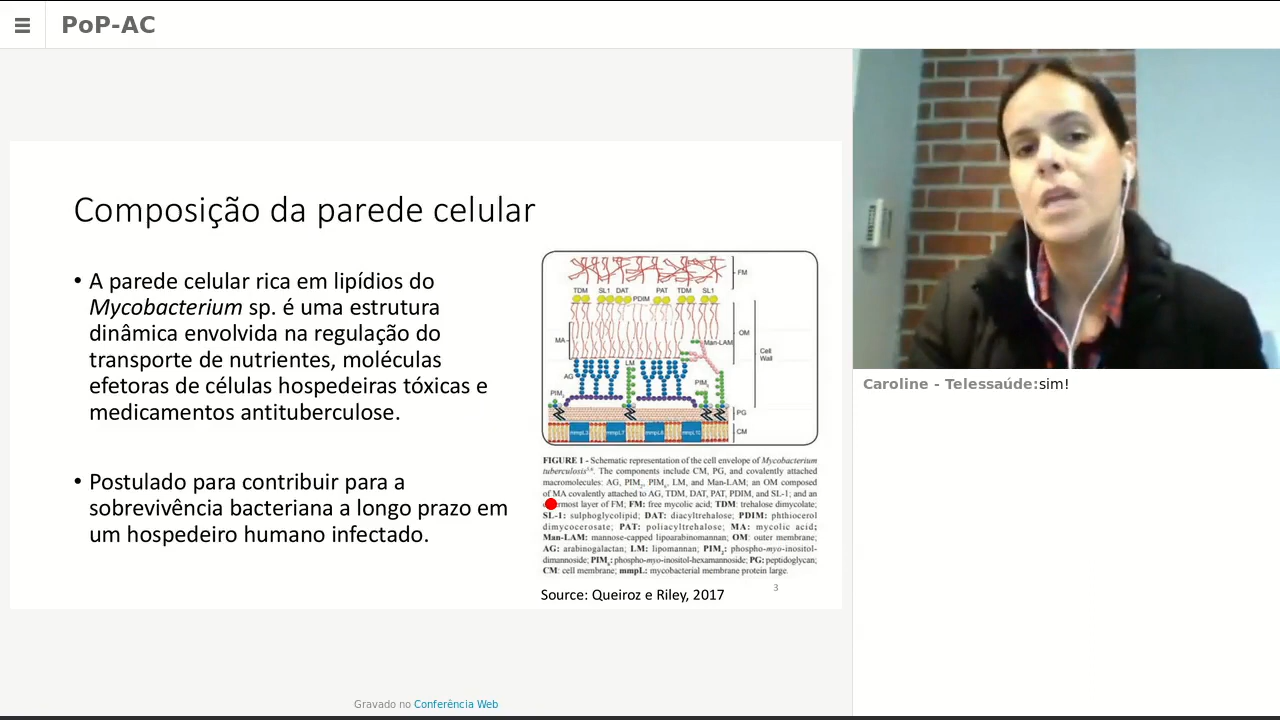 PoP-AC
Composição da parede celular
• A parede celular rica em lipídios do
Mycobacterium sp. é uma estrutura
dinâmica envolvida na regulação do
transporte de nutrientes, moléculas
efetoras de células hospedeiras tóxicas e
medicamentos antituberculose.
• Postulado para contribuir para a
sobrevivência bacteriana a longo prazo em
um hospedeiro humano infectado.
FM
TDM SL1 DAT PDIM PAT TDM SL1
OM
MA
Man-LAM
Cell
Wall
LM
AG
PIM
PIM
PG
CM
FIGURE 1 - Schematic representation of the cell envelope of Mycobacterium
tuberculosis. The components include CM, PG, and covalently attached
macromolecules: AG, PIM2, PIM6, LM, and Man-LAM; an OM composed
of MA covalently attached to AG, TDM, DAT, PAT, PDIM, and SL-1; and an
layer of FM; FM: free mycolic acid; TDM: trehalose dimycolate;
SL-1: sulphoglycolipid; DAT: diacyltrehalose; PDIM: phthiocerol
dimycocerosate; PAT: poliacyltrehalose; MA: mycolic acid;
Man-LAM: mannose-capped lipoarabinomannan; OM: outer membrane;
AG: arabinogalactan; LM: lipomannan; PIM2: phospho-myo-inositol-
dimannoside; PIM6: phospho-myo-inositol-hexamannoside; PG: peptidoglycan;
CM: cell membrane; mmpL: mycobacterial membrane protein large.
Source: Queiroz e Riley, 2017
3
Gravado no Conferência Web
Caroline - Telessaúde:sim!